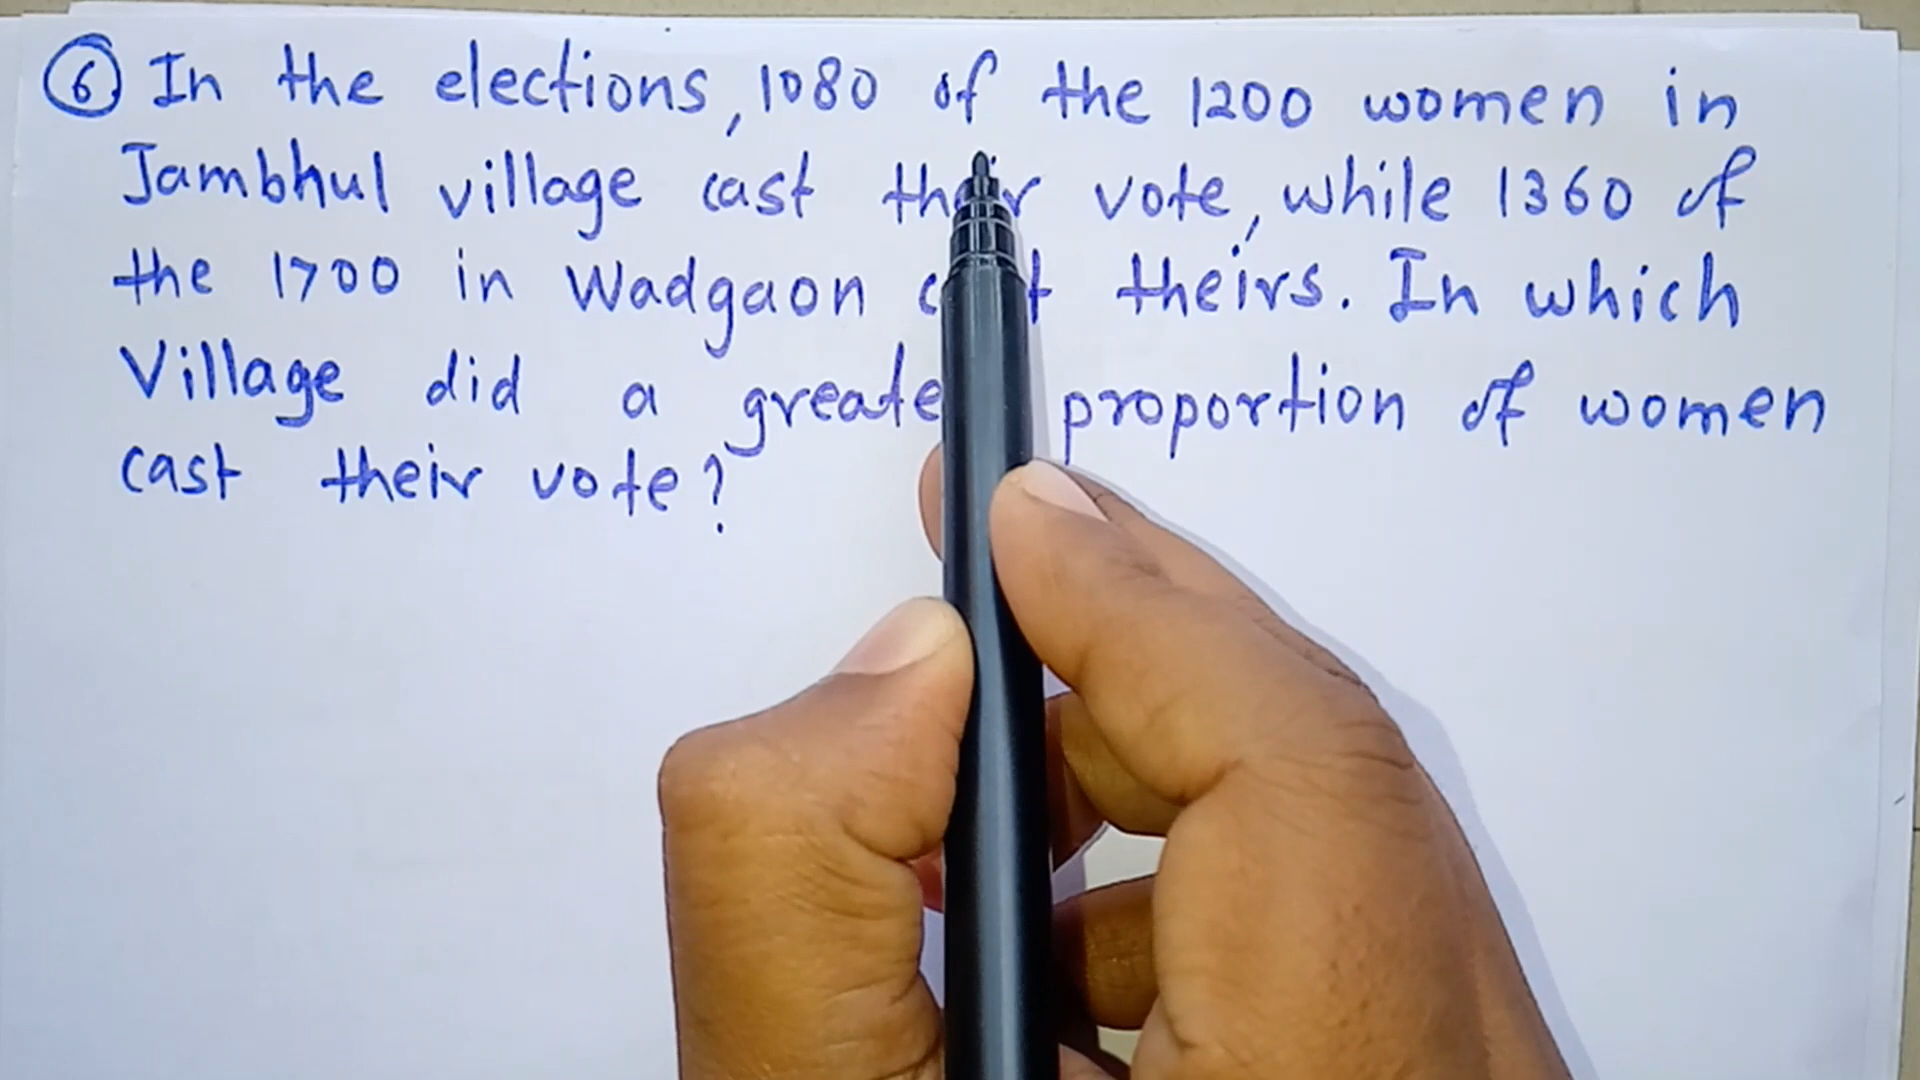 6 In the elections, 1080 of the 1200 women in
Jambhul village cast their vote, while 1360 of
the 1700 in Wadgaon theirs. In which
Village did a proportion of women
cast their vote?